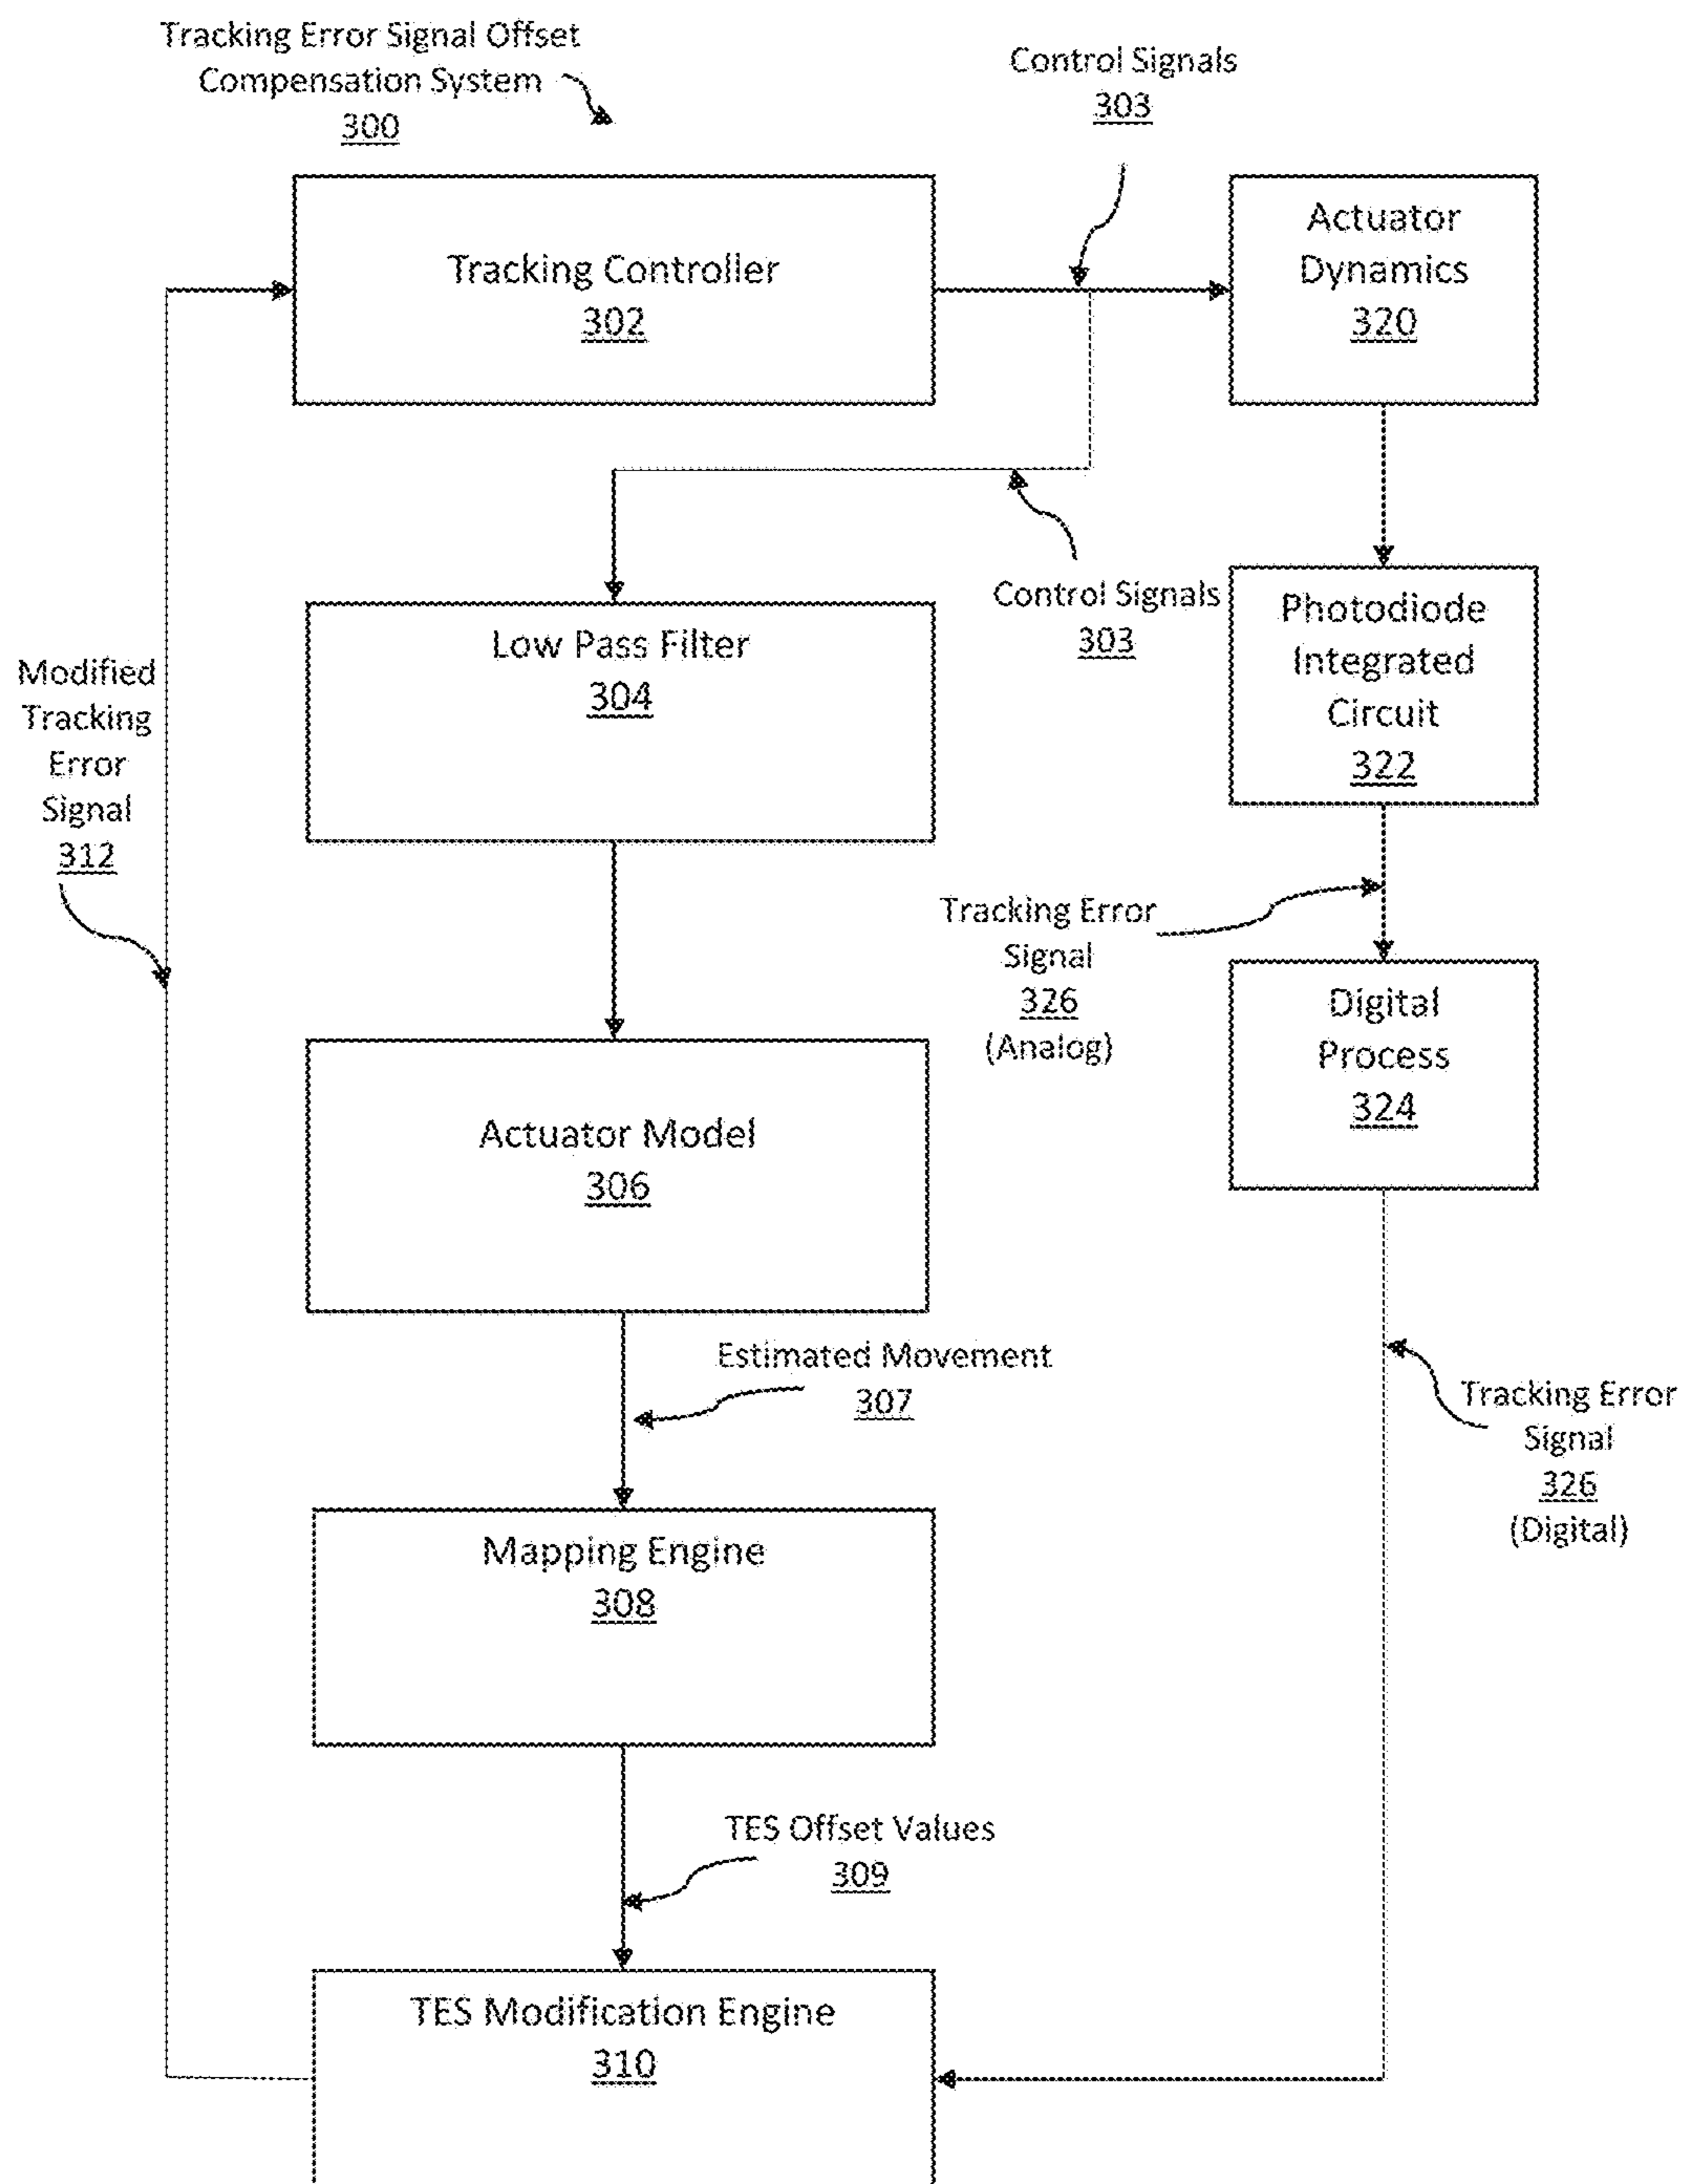 Tracking Error Signal Offset
Compensation System
300
Control Signals
303
Tracking Controller
302
Actuator
Dynamics
320
Control Signals
303
Low Pass Filter
304
Photodiode
Integrated
Circuit
322
Modified
Tracking
Error
Signal
312
Tracking Error
Signal
326
(Analog)
Digital
Process
324
Actuator Model
306
Estimated Movement
307
Tracking Error
Signal
326
(Digital)
Mapping Engine
308
TES Offset Values
309
TES Modification Engine
310